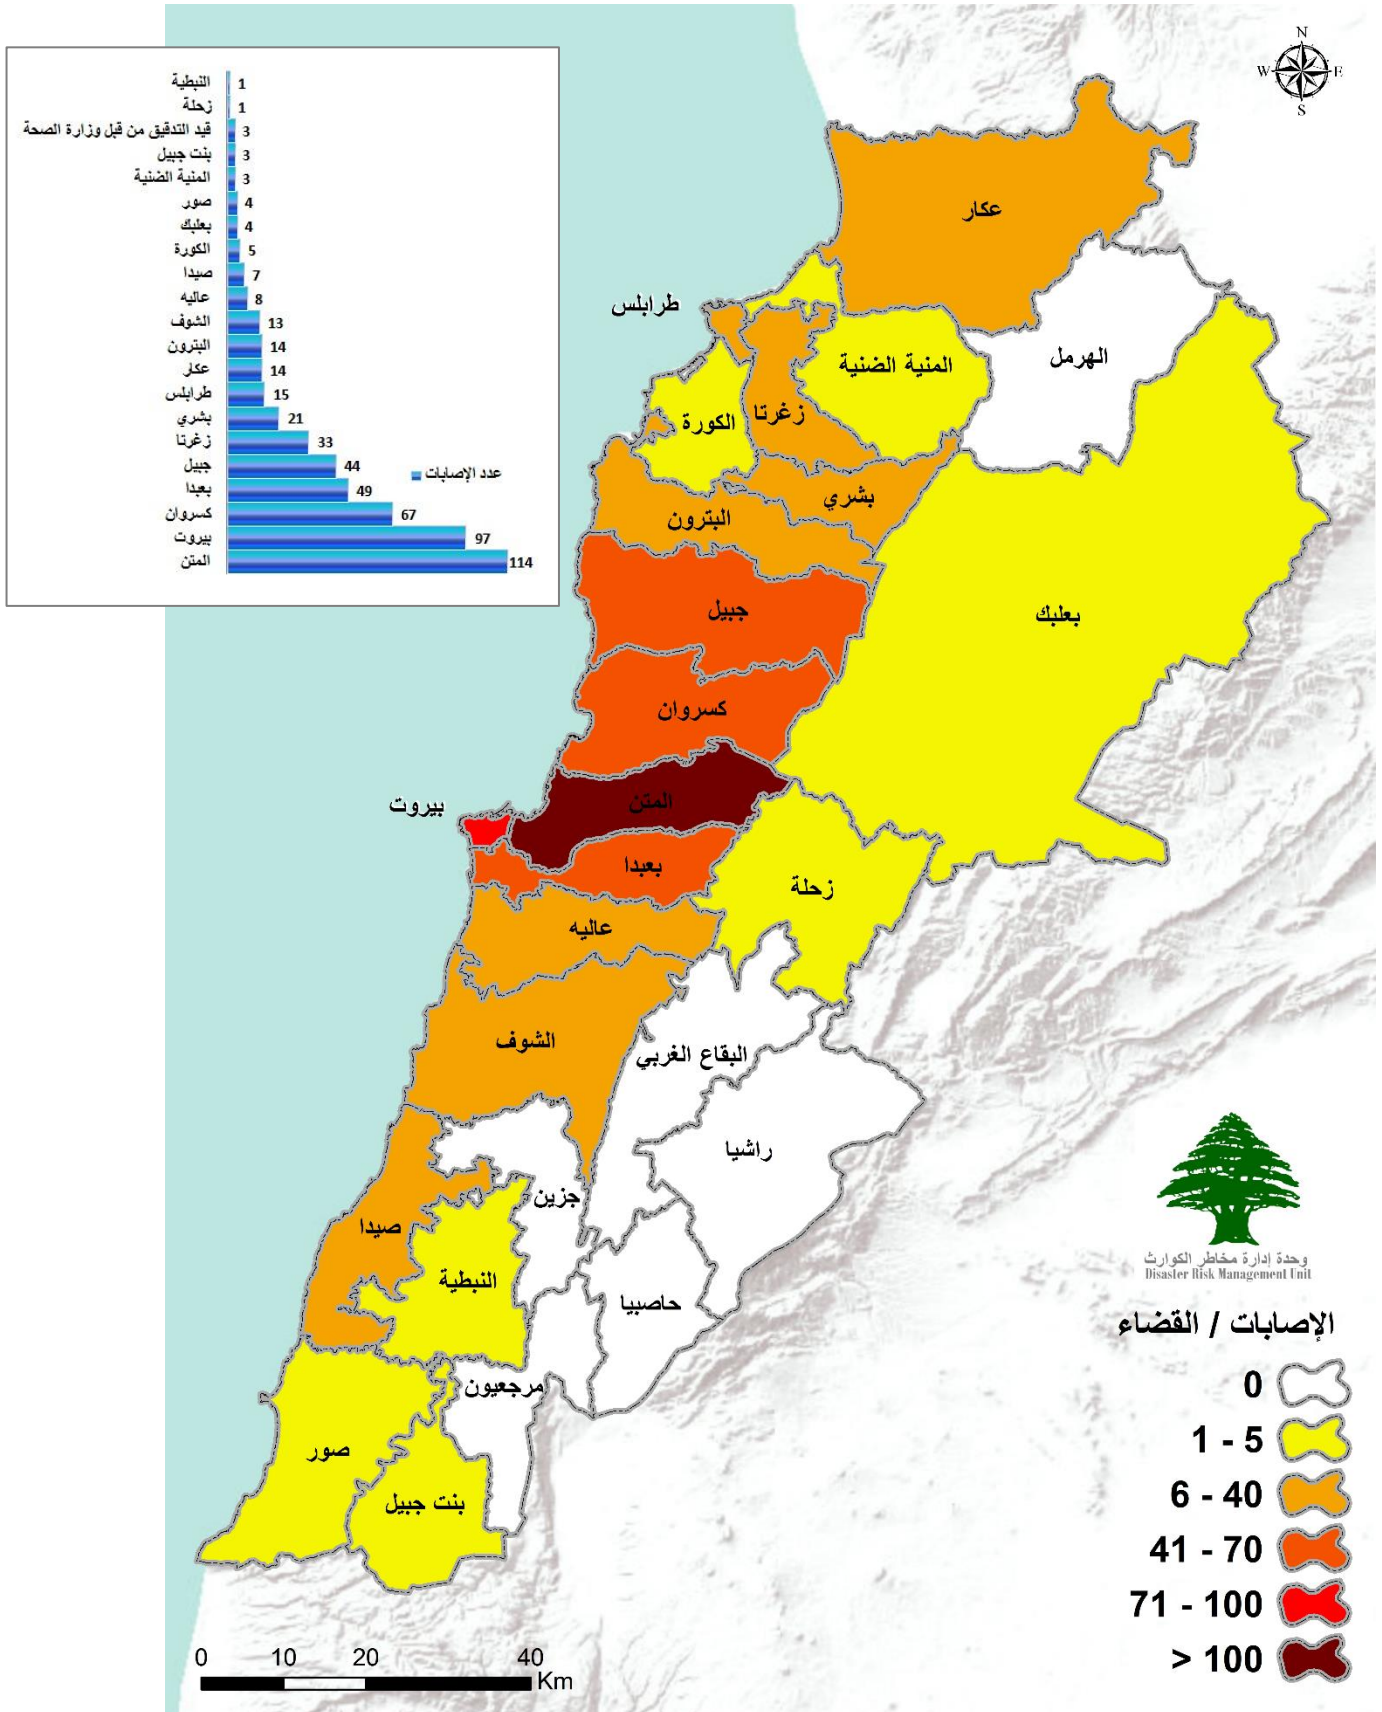 النبطية 1
زحلة 1
قيد التدقيق من قبل وزارة الصحة 3
بنت جبيل 3
المنية الضنية 3
صور 4
بعلبك 4
الكورة 5
صيدا 7
عاليه 8
الشوف 13
البترون 14
عكار 14
طرابلس 15
بشري 21
زغرتا 33
جبيل 44
بعبدا 49
كسروان 67
بيروت 97
المتن 114
عدد الإصابات
N
W E
S
عكار
طرابلس
الهرمل
المنية الضنية
زغرتا
الكورة
بشري
البترون
جبيل
بعلبك
كسروان
المتن
بيروت
بعبدا
زحلة
عاليه
الشوف
البقاع الغربي
راشيا
جزين
صيدا
النبطية
حاصبيا
مرجعيون
صور
بنت جبيل
وحدة إدارة مخاطر الكوارث
Disaster Risk Management Unit
الإصابات / القضاء
0
1 - 5
6 - 40
41 - 70
71 - 100
> 100
0 10 20 40
Km